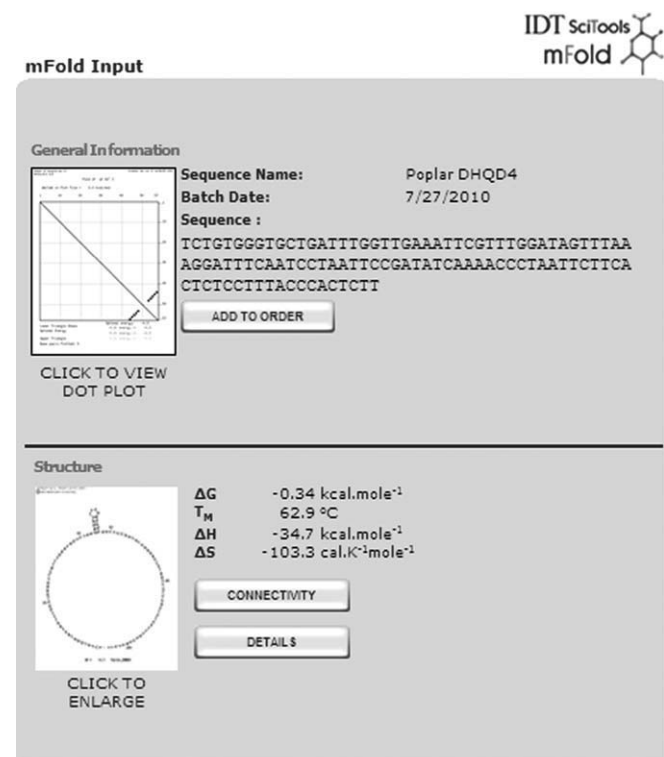 IDT SciTools
mFold
mFold Input
General Information
Sequence Name: Poplar DHQD4
Batch Date: 7/27/2010
Sequence :
TCTGTGGGTGCTGATTTGGTTGAAATTCGTTTGGATAGTTTAA
AGGATTTCAATCCTAATTCCGATATCAAAACCCTAATTCTTCA
CTCTCCTTTACCCACTCTT
ADD TO ORDER
CLICK TO VIEW
DOT PLOT
Structure
ΔG -0.34 kcal.mole⁻¹
T_M 62.9 ºC
ΔH -34.7 kcal.mole⁻¹
ΔS -103.3 cal.K⁻¹mole⁻¹
CONNECTIVITY
DETAILS
CLICK TO
ENLARGE